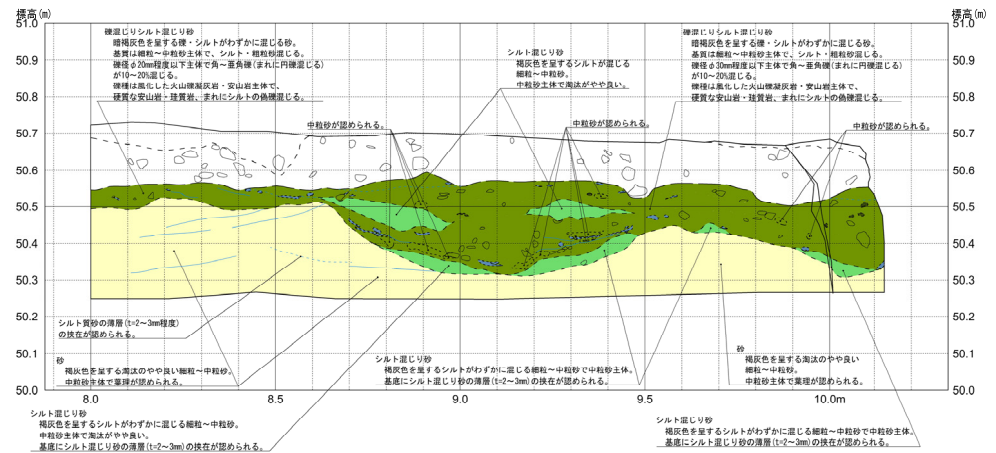 標高(m)
標高(m)
51.0
50.9
50.8
50.7
50.6
50.5
50.4
50.3
50.2
50.1
50.0
51.0
50.9
50.8
50.7
50.6
50.5
50.4
50.3
50.2
50.1
50.0
礫混じりシルト混じり砂
暗褐灰色を呈する礫・シルトがわずかに混じる砂。
基質は細粒～中粒砂主体で、シルト・粗粒砂混じる。
礫径φ20mm程度以下主体で角～亜角礫(まれに円礫混じる)
が10～20%混じる。
礫種は風化した火山礫凝灰岩・安山岩主体で、
硬質な安山岩・珪質岩、まれにシルトの偽礫混じる。
シルト混じり砂
褐灰色を呈するシルトが混じる
細粒～中粒砂。
中粒砂主体で淘汰がやや良い。
礫混じりシルト混じり砂
暗褐灰色を呈する礫・シルトがわずかに混じる砂。
基質は細粒～中粒砂主体で、シルト・粗粒砂混じる。
礫径φ30mm程度以下主体で角～亜角礫(まれに円礫混じる)
が10～20%混じる。
礫種は風化した火山礫凝灰岩・安山岩主体で、
硬質な安山岩・珪質岩、まれにシルトの偽礫混じる。
中粒砂が認められる。
中粒砂が認められる。
中粒砂が認められる。
シルト質砂の薄層(t=2～3mm程度)
の挟在が認められる。
砂
褐灰色を呈する淘汰のやや良い細粒～中粒砂。
中粒砂主体で葉理が認められる。
シルト混じり砂
褐灰色を呈するシルトがわずかに混じる細粒～中粒砂で中粒砂主体。
基底にシルト混じり砂の薄層(t=2～3mm)の挟在が認められる。
砂
褐灰色を呈する淘汰のやや良い
細粒～中粒砂。
中粒砂主体で葉理が認められる。
8.0
8.5
9.0
9.5
10.0m
シルト混じり砂
褐灰色を呈するシルトがわずかに混じる細粒～中粒砂。
中粒砂主体で淘汰がやや良い。
基底にシルト混じり砂の薄層(t=2～3mm)の挟在が認められる。
シルト混じり砂
褐灰色を呈するシルトがわずかに混じる細粒～中粒砂で中粒砂主体。
基底にシルト混じり砂の薄層(t=2～3mm)の挟在が認められる。